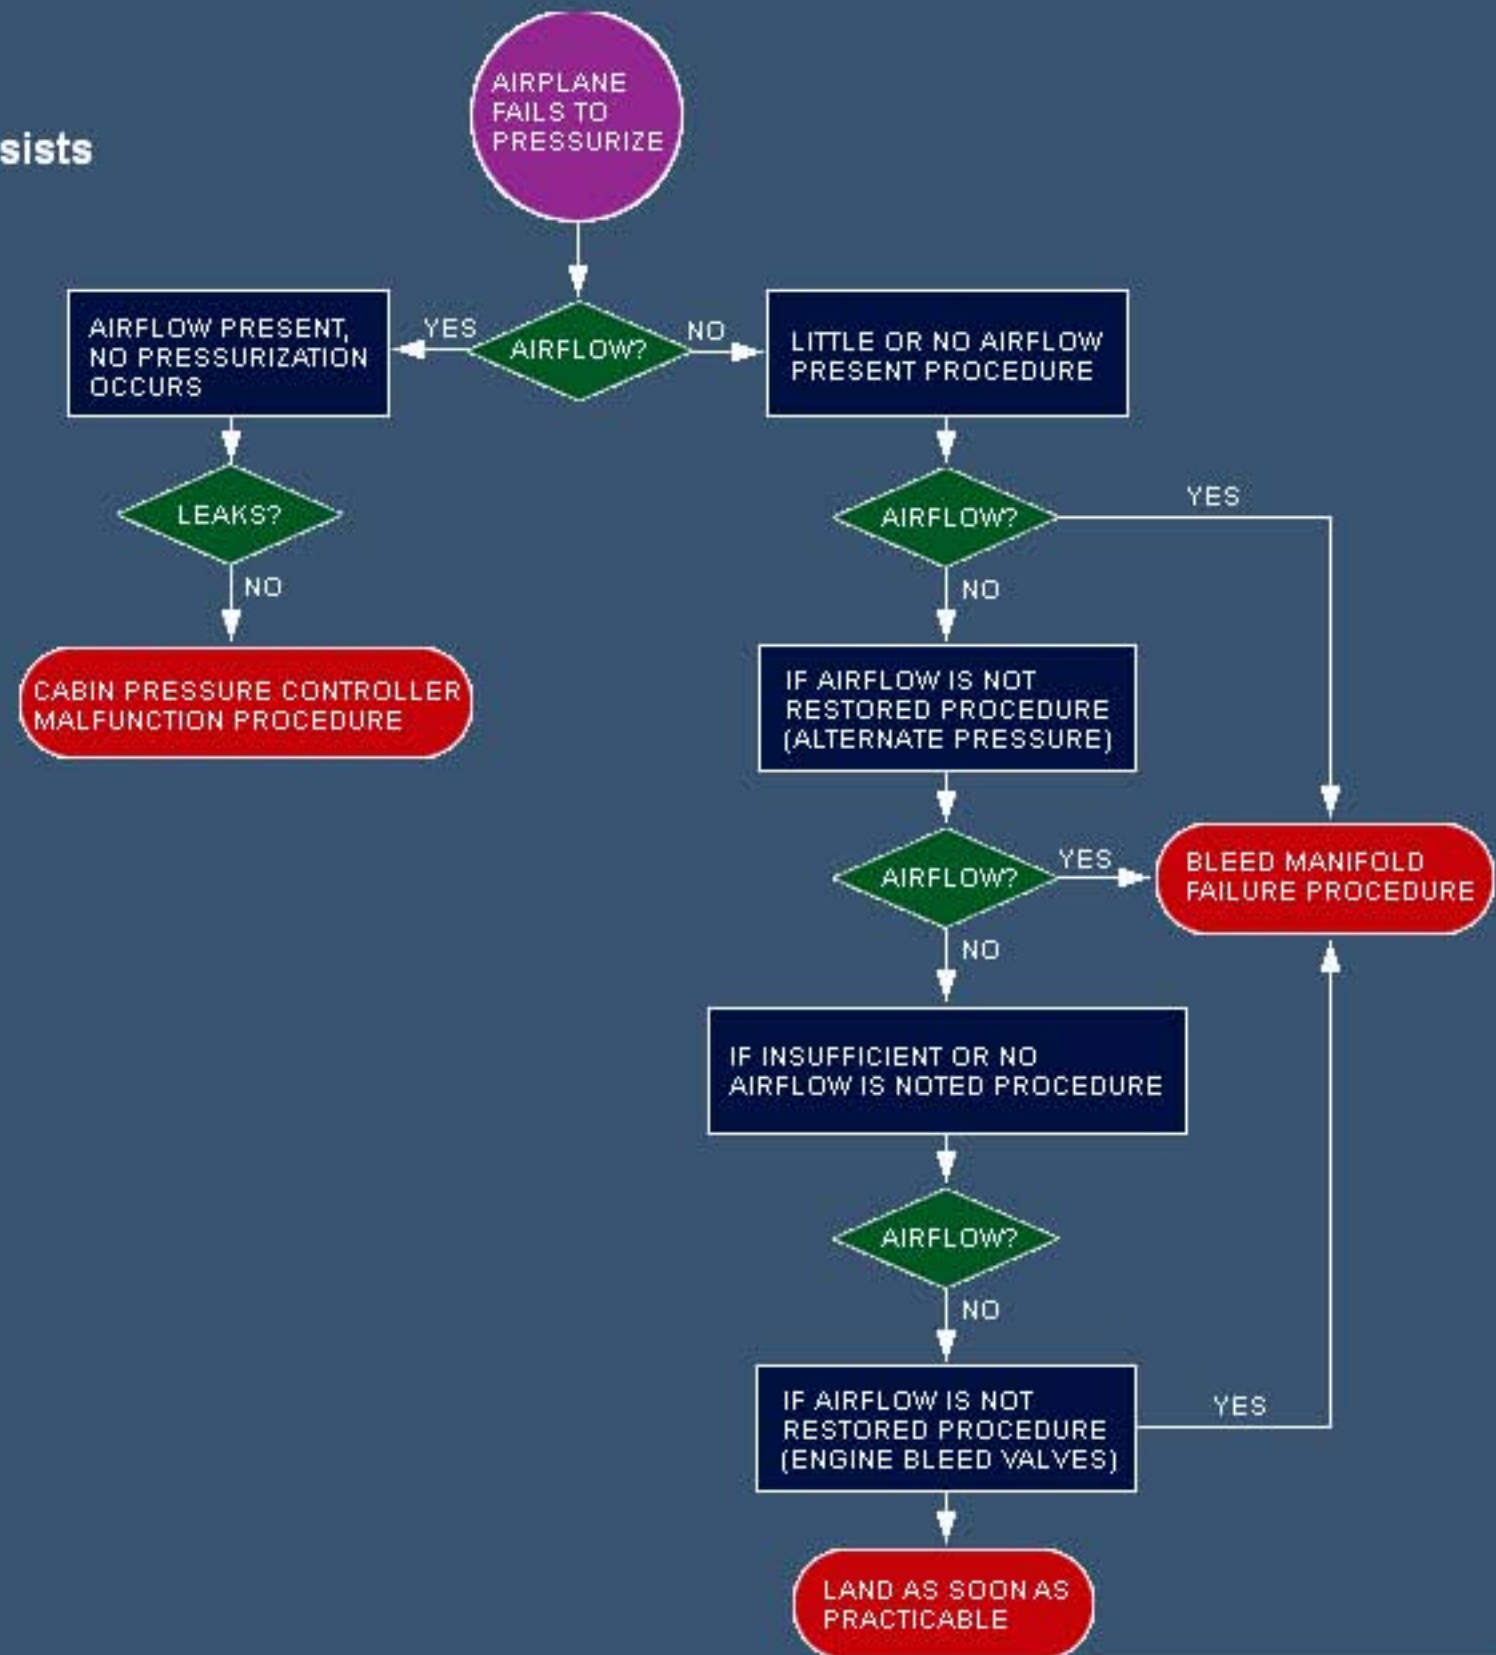 AIRPLANE
FAILS TO
PRESSURIZE
sists
AIRFLOW PRESENT,
NO PRESSURIZATION
OCCURS
YES
AIRFLOW?
NO
LITTLE OR NO AIRFLOW
PRESENT PROCEDURE
LEAKS?
NO
CABIN PRESSURE CONTROLLER
MALFUNCTION PROCEDURE
AIRFLOW?
YES
NO
IF AIRFLOW IS NOT
RESTORED PROCEDURE
(ALTERNATE PRESSURE)
AIRFLOW?
YES
BLEED MANIFOLD
FAILURE PROCEDURE
NO
IF INSUFFICIENT OR NO
AIRFLOW IS NOTED PROCEDURE
AIRFLOW?
NO
IF AIRFLOW IS NOT
RESTORED PROCEDURE
(ENGINE BLEED VALVES)
YES
LAND AS SOON AS
PRACTICABLE